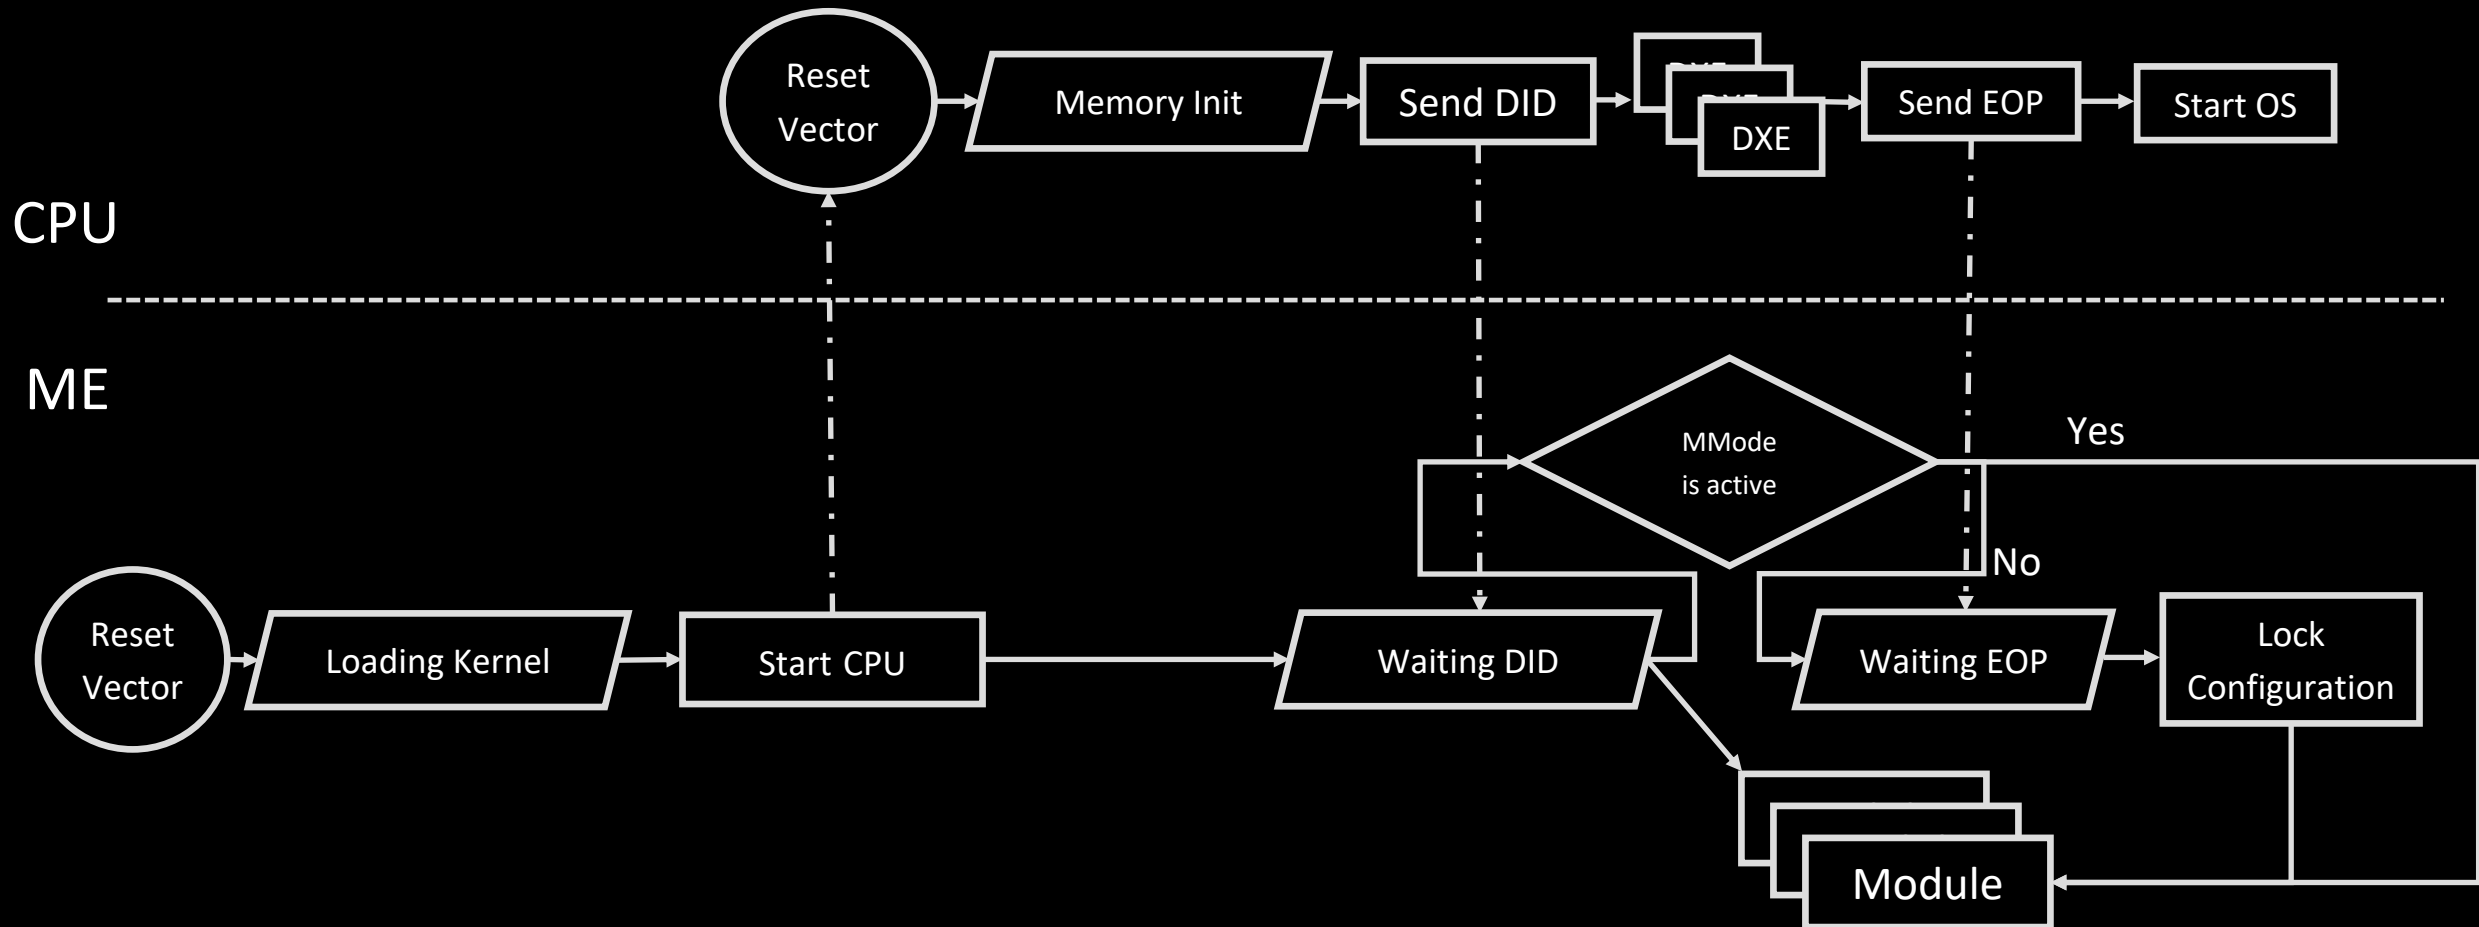 Reset
Vector
Memory Init
Send DID
DXE
Send EOP
Start OS
CPU
ME
MMode
is active
Yes
No
Reset
Vector
Loading Kernel
Start CPU
Waiting DID
Waiting EOP
Lock
Configuration
Module